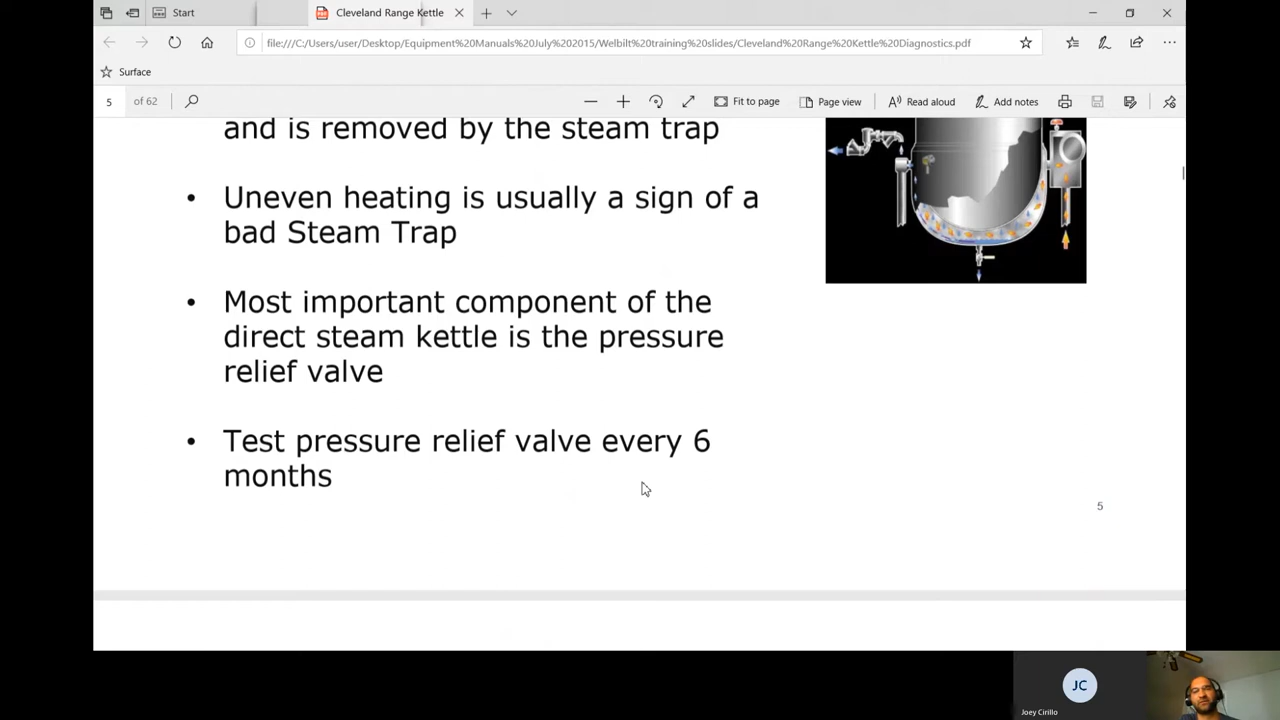 Start
Cleveland Range Kettle
file:///C:/Users/user/Desktop/Equipment%20Manuals%20July%202015/Welbilt%20training%20slides/Cleveland%20Range%20Kettle%20Diagnostics.pdf
Surface
5 of 62
Fit to page
Page view
Read aloud
Add notes
and is removed by the steam trap
• Uneven heating is usually a sign of a
bad Steam Trap
• Most important component of the
direct steam kettle is the pressure
relief valve
• Test pressure relief valve every 6
months
5
JC
Joey Cirillo